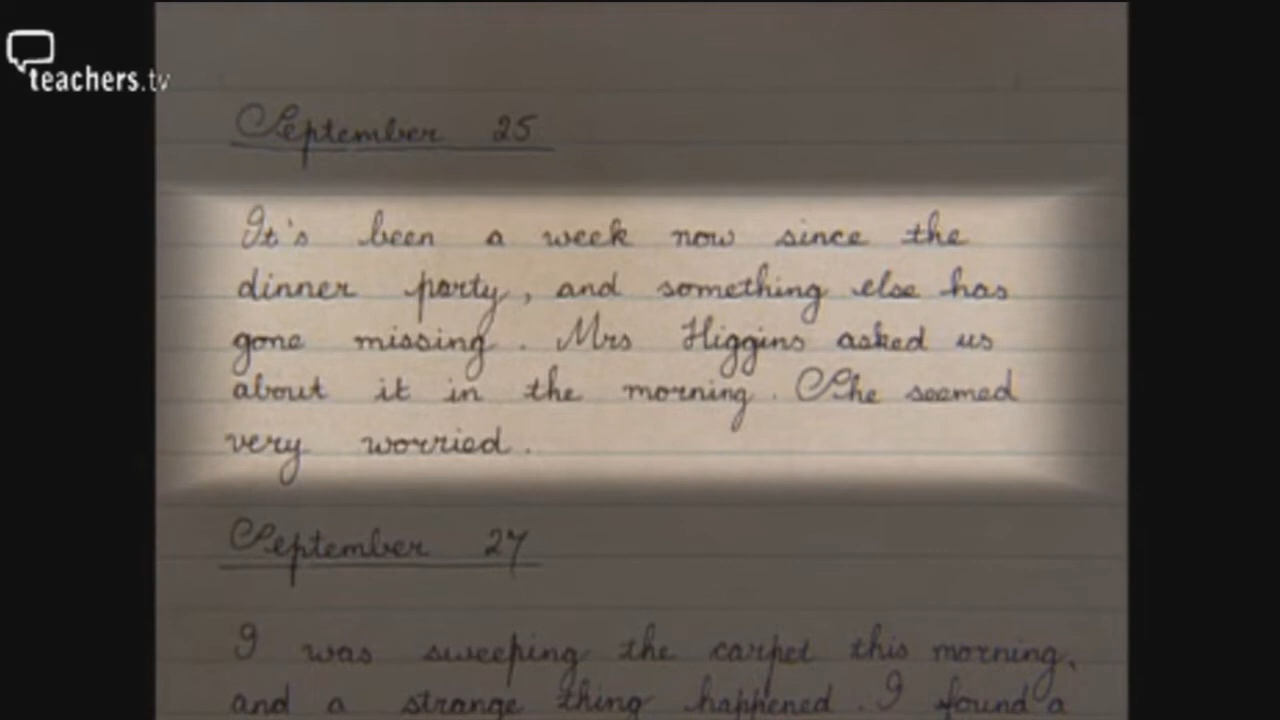 teachers.tv
September 25
It's been a week now since the
dinner party, and something else has
gone missing. Mrs Higgins asked us
about it in the morning. She seemed
very worried.
September 27
I was sweeping the carpet this morning,
and a strange thing happened. I found a